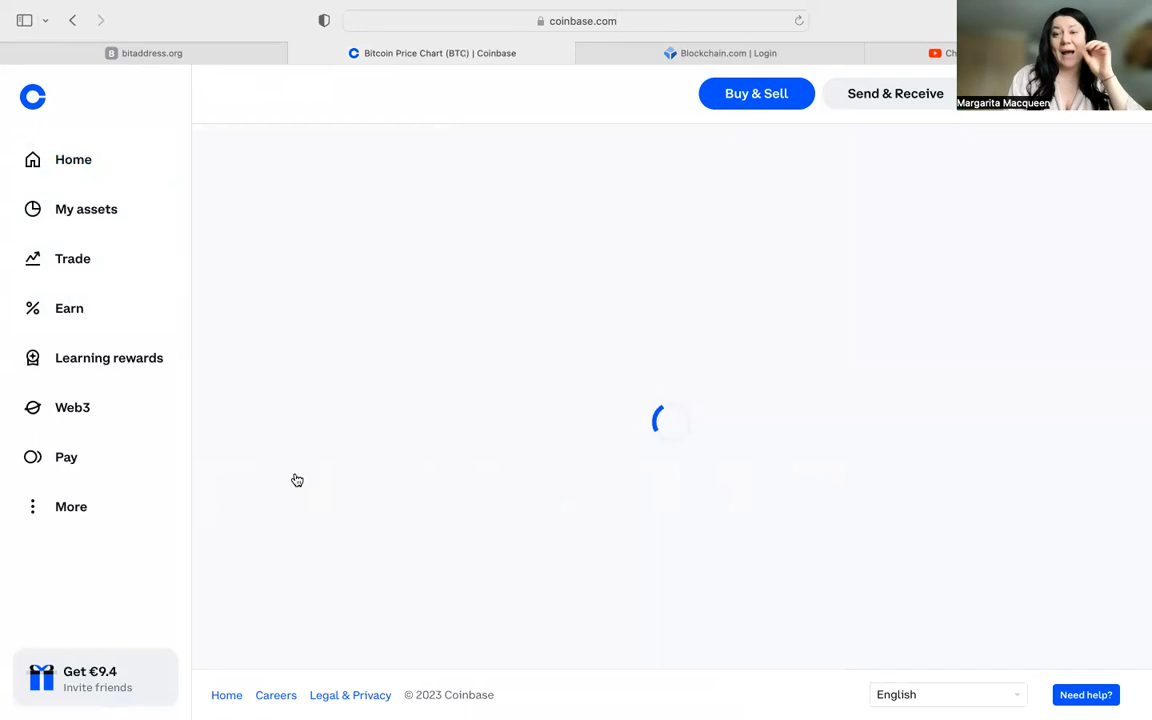 coinbase.com
bitaddress.org
Bitcoin Price Chart (BTC) | Coinbase
Blockchain.com | Login
Ch
Margarita Macqueen
Buy & Sell
Send & Receive
Home
My assets
Trade
Earn
Learning rewards
Web3
Pay
More
Get €9.4
Invite friends
Home
Careers
Legal & Privacy
© 2023 Coinbase
English
Need help?